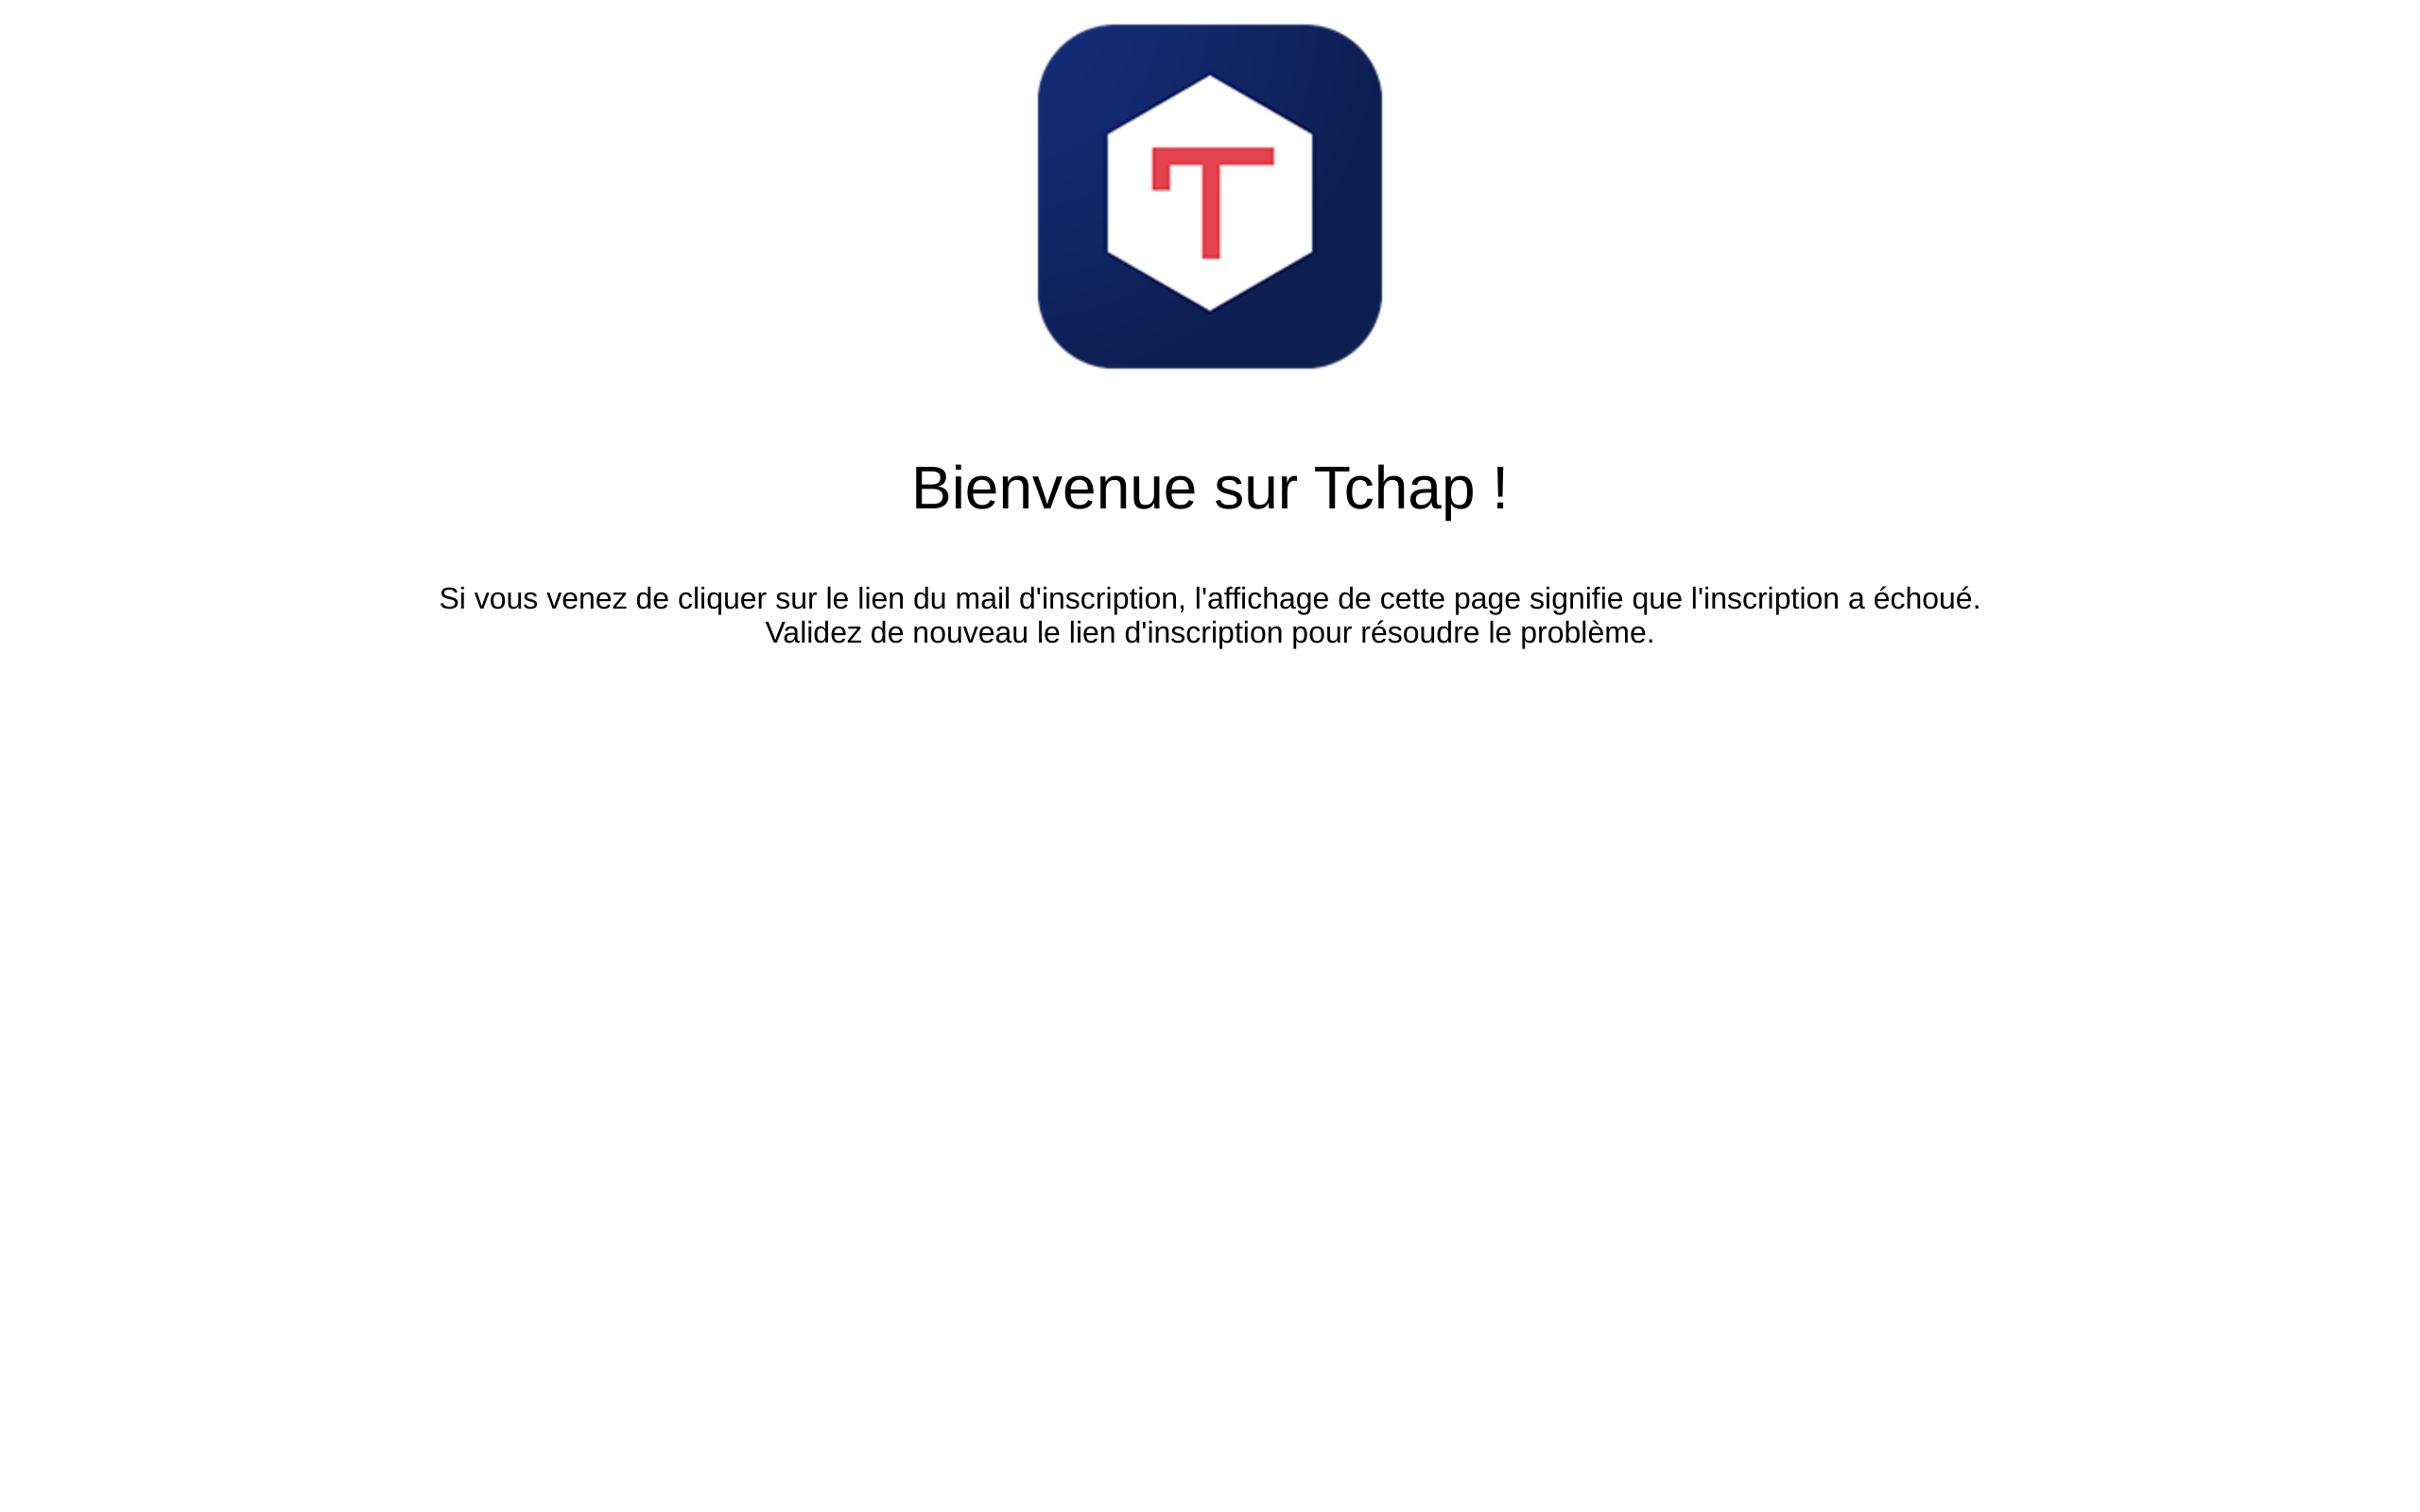 T
Bienvenue sur Tchap !
Si vous venez de cliquer sur le lien du mail d'inscription, l'affichage de cette page signifie que l'inscription a échoué.
Validez de nouveau le lien d'inscription pour résoudre le problème.